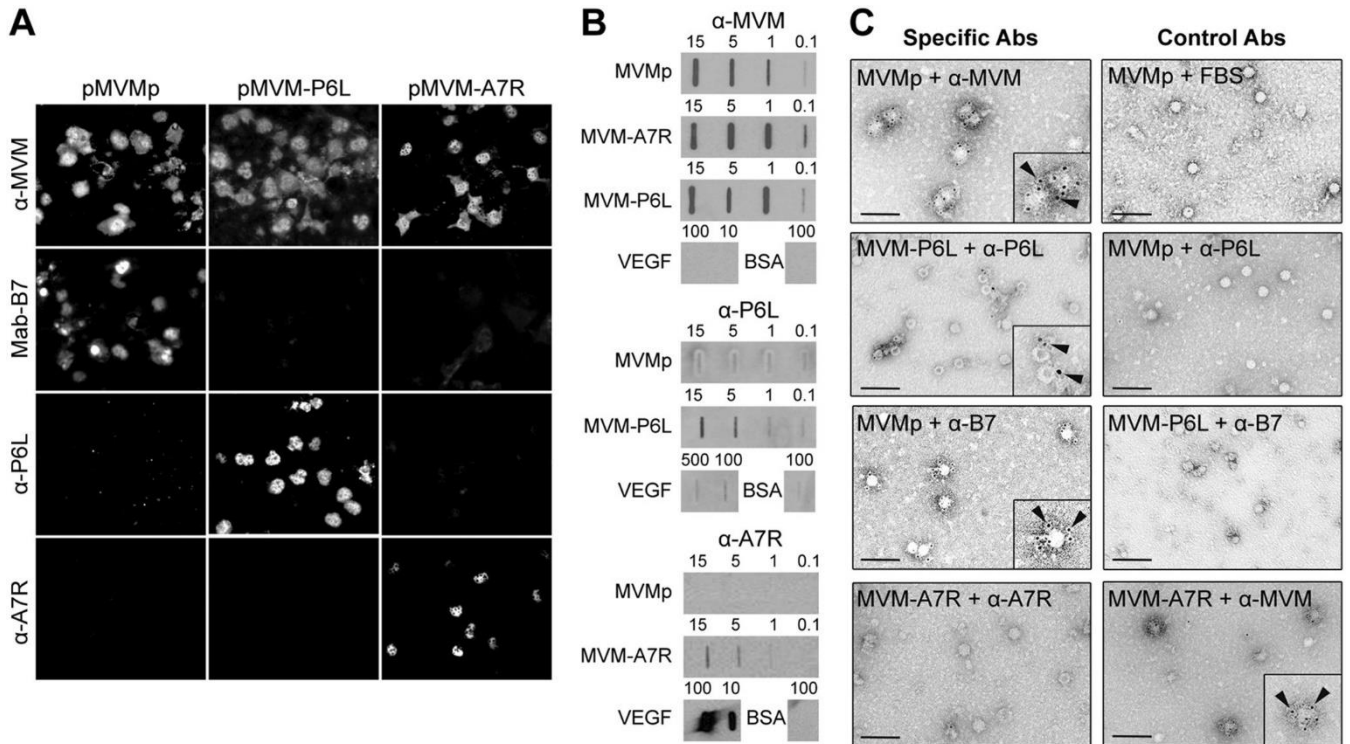 A
pMVMp pMVM-P6L pMVM-A7R
α-MVM
Mab-B7
α-P6L
α-A7R
B
α-MVM
15 5 1 0.1
MVMp
15 5 1 0.1
MVM-A7R
15 5 1 0.1
MVM-P6L
100 10 100
VEGF BSA
α-P6L
15 5 1 0.1
MVMp
15 5 1 0.1
MVM-P6L
500 100 100
VEGF BSA
α-A7R
15 5 1 0.1
MVMp
15 5 1 0.1
MVM-A7R
100 10 100
VEGF BSA
C
Specific Abs Control Abs
MVMp + α-MVM MVMp + FBS
MVM-P6L + α-P6L MVMp + α-P6L
MVMp + α-B7 MVM-P6L + α-B7
MVM-A7R + α-A7R MVM-A7R + α-MVM